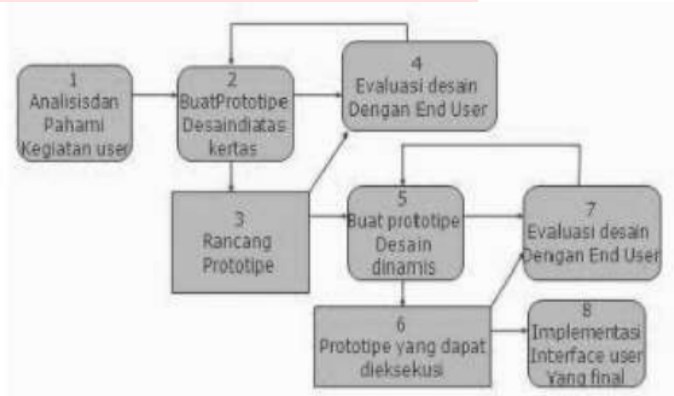 1
Analisisdan
Pahami
Kegiatan user
2
BuatPrototipe
Desaindiatas
kertas
3
Rancang
Prototipe
4
Evaluasi desain
Dengan End User
5
Buat prototipe
Desain
dinamis
6
Prototipe yang dapat
dieksekusi
7
Evaluasi desain
Dengan End User
8
Implementasi
Interface user
Yang final